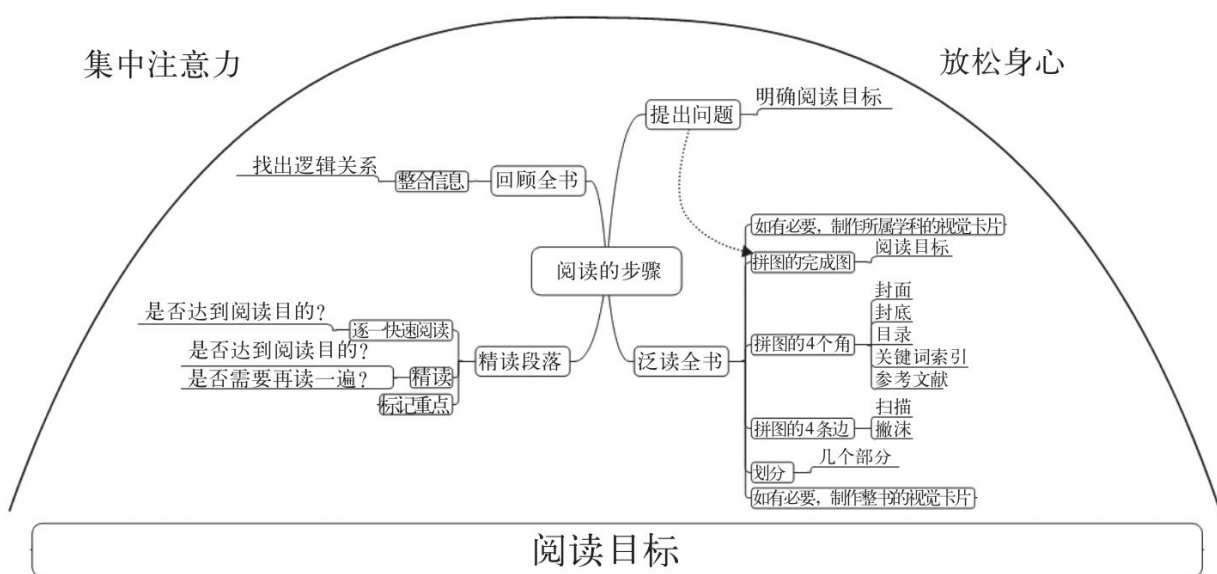 集中注意力
放松身心
阅读的步骤
提出问题
明确阅读目标
泛读全书
如有必要，制作所属学科的视觉卡片
拼图的完成图
阅读目标
拼图的4个角
封面
封底
目录
关键词索引
参考文献
拼图的4条边
扫描
撇沫
划分
几个部分
如有必要，制作整书的视觉卡片
精读段落
逐一快速阅读
是否达到阅读目的？
精读
是否达到阅读目的？
是否需要再读一遍？
标记重点
回顾全书
整合信息
找出逻辑关系
阅读目标